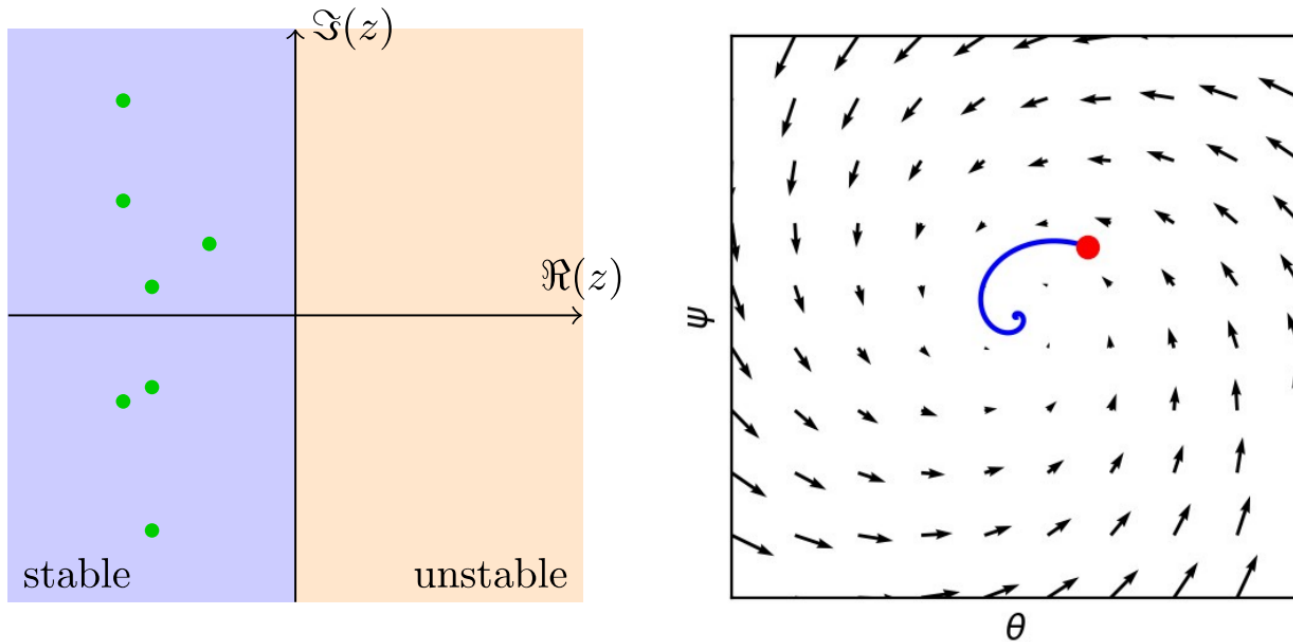 ℑ(z)
ℜ(z)
stable
unstable
ψ
θ